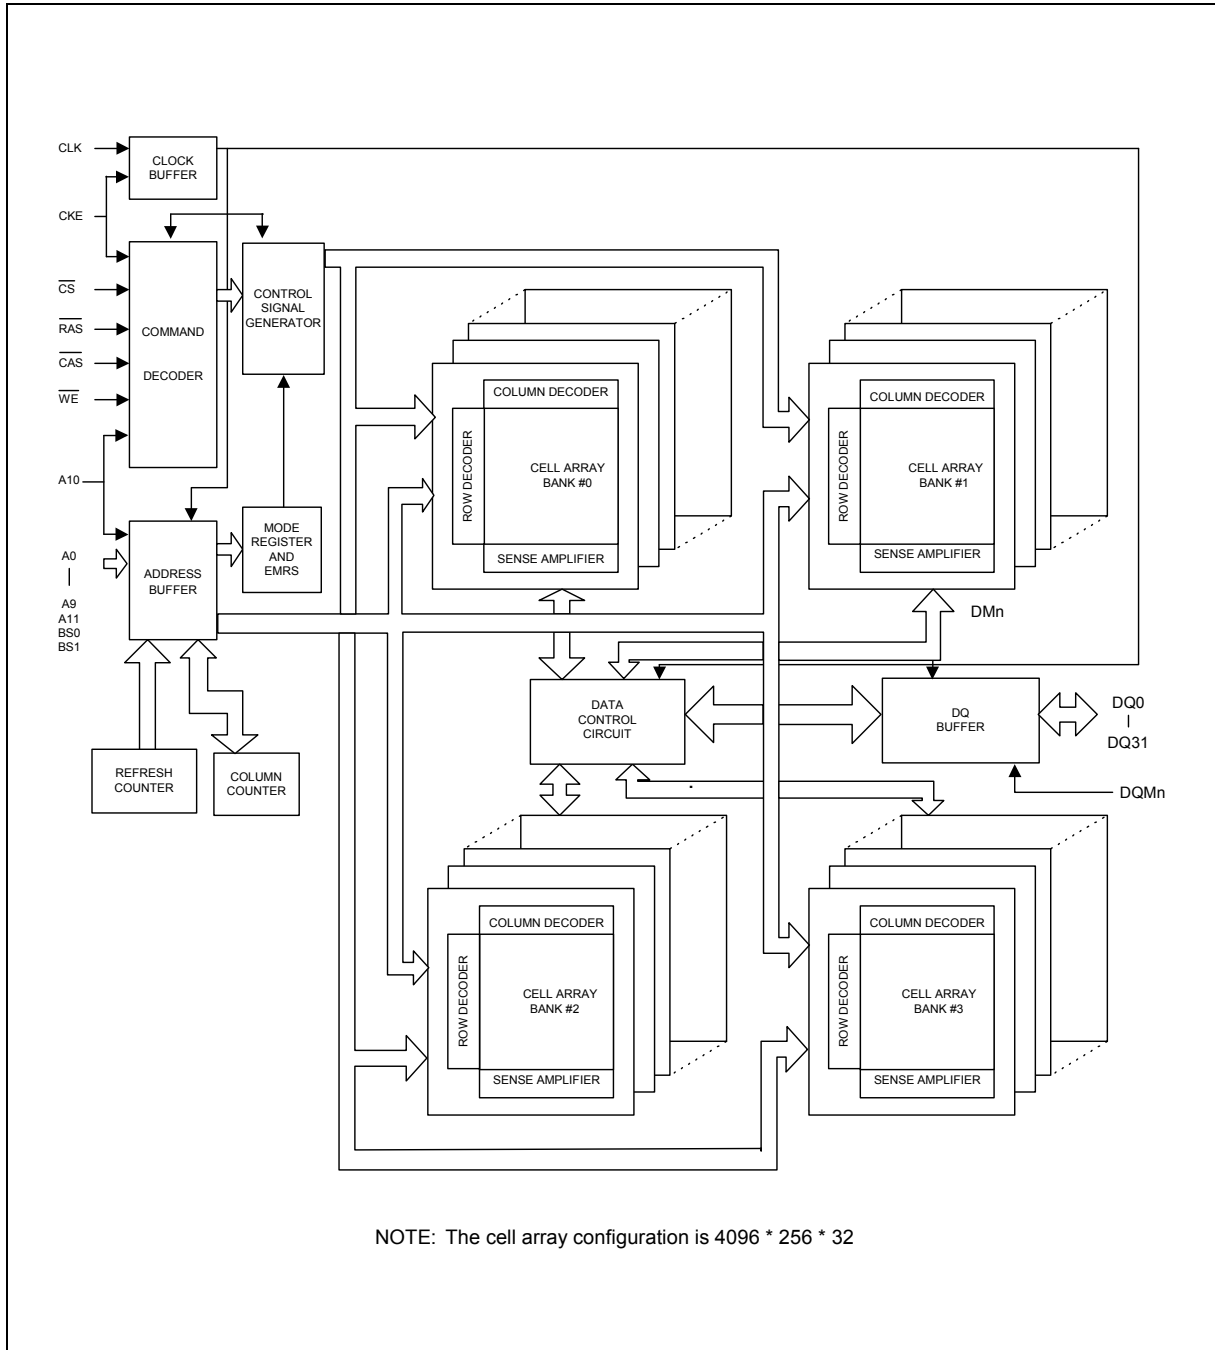 CLK
CLOCK
BUFFER
CKE
CS
RAS
CAS
WE
COMMAND
DECODER
CONTROL
SIGNAL
GENERATOR
A10
A0
A9
A11
BS0
BS1
ADDRESS
BUFFER
MODE
REGISTER
AND
EMRS
REFRESH
COUNTER
COLUMN
COUNTER
COLUMN DECODER
ROW DECODER
CELL ARRAY
BANK #0
SENSE AMPLIFIER
COLUMN DECODER
ROW DECODER
CELL ARRAY
BANK #1
SENSE AMPLIFIER
DMn
DATA
CONTROL
CIRCUIT
DQ
BUFFER
DQ0
DQ31
DQMn
COLUMN DECODER
ROW DECODER
CELL ARRAY
BANK #2
SENSE AMPLIFIER
COLUMN DECODER
ROW DECODER
CELL ARRAY
BANK #3
SENSE AMPLIFIER
NOTE: The cell array configuration is 4096 * 256 * 32